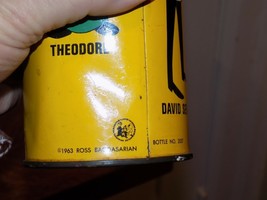 THEODORE
DAVID
©1963 ROSS BAGDASARIAN
BOTTLE NO.